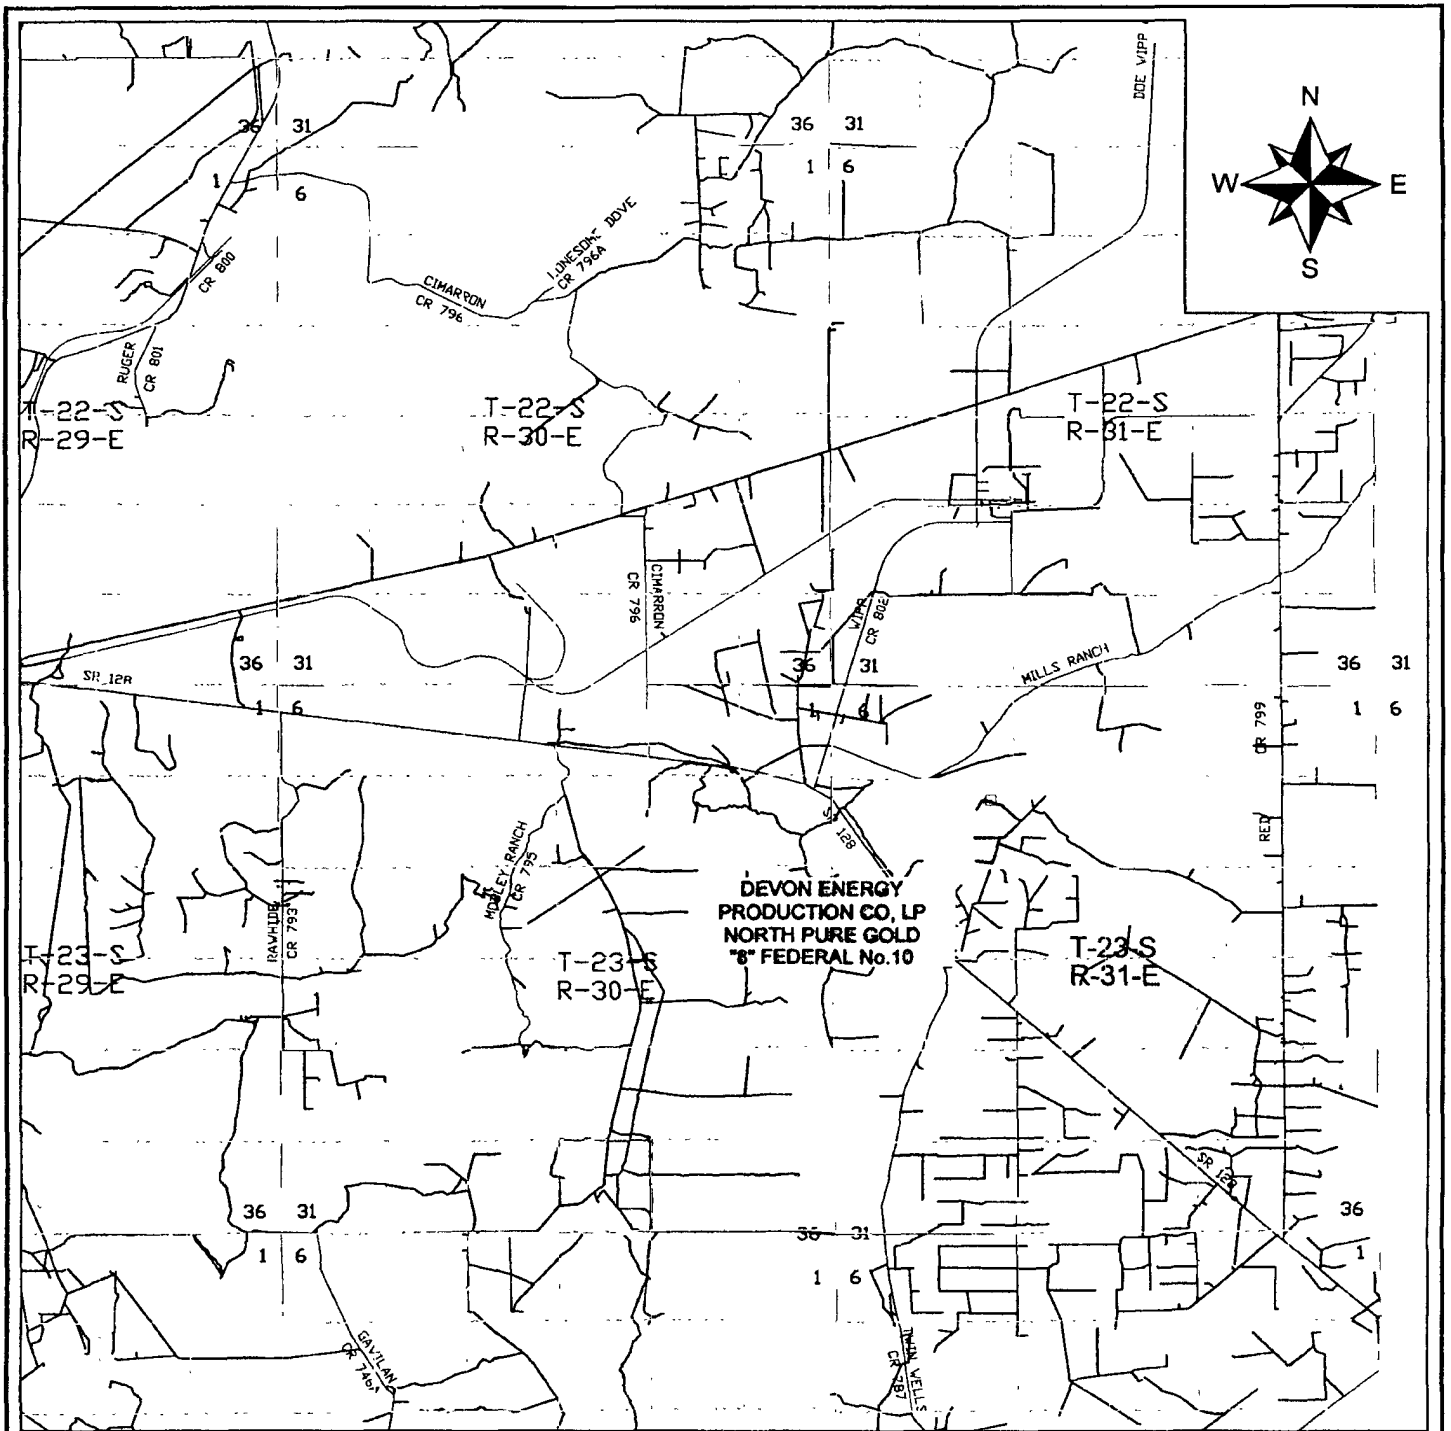 DOE WIPP
N
W E
S
36 31
1 6
36 31
1 6
LONESOME DOVE
CR 796A
CIMARRON
CR 796
CR 800
RUGER
CR 801
T-22-S
R-29-E
T-22-S
R-30-E
T-22-S
R-31-E
CIMARRON
CR 796
WIPP
CR 802
MILLS RANCH
SR 128
36 31
1 6
36 31
1 6
36 31
1 6
CR 799
RED
SR 128
MOBLEY RANCH
CR 795
RAWHIDE
CR 793
DEVON ENERGY
PRODUCTION CO, LP
NORTH PURE GOLD
"8" FEDERAL No.10
T-23-S
R-29-E
T-23-S
R-30-E
T-23-S
R-31-E
SR 128
36 31
1 6
36 31
1 6
36
1
GAVILAN
CR 746A
TWIN WELLS
CR 787